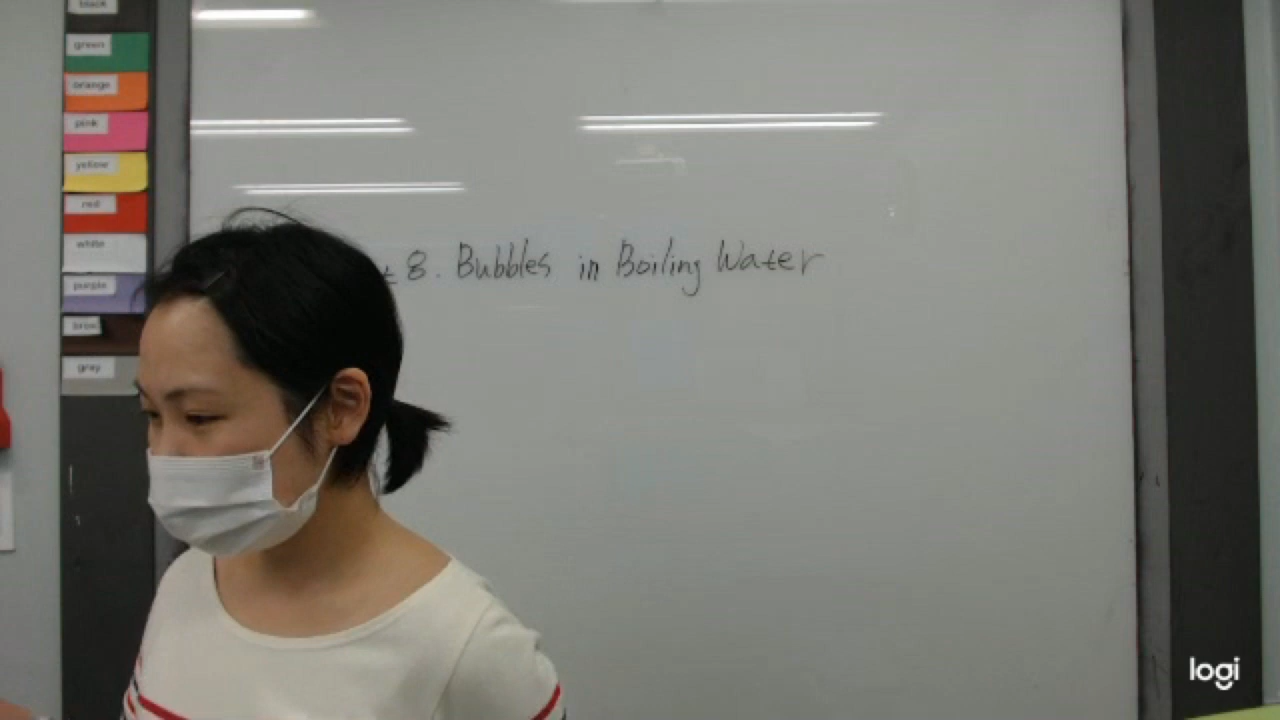 black
green
orange
pink
yellow
red
white
purple
gray
8. Bubbles in Boiling Water
logi